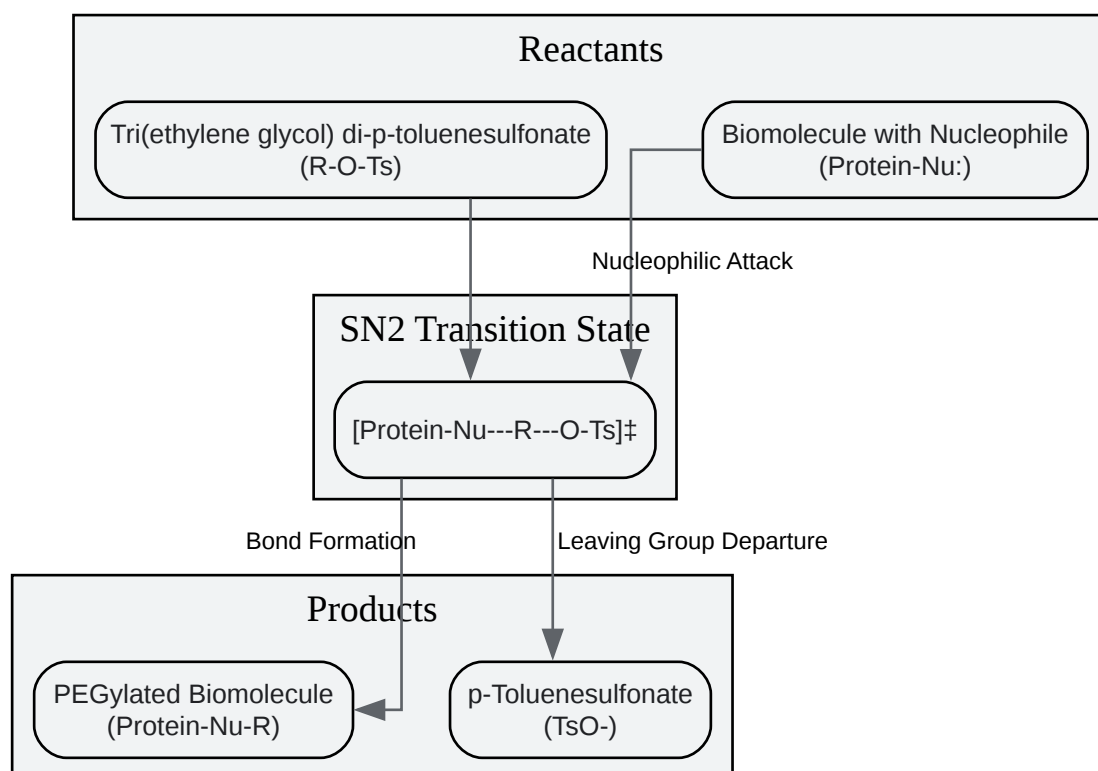 Reactants
Tri(ethylene glycol) di-p-toluenesulfonate
(R-O-Ts)
Biomolecule with Nucleophile
(Protein-Nu:)
Nucleophilic Attack
SN2 Transition State
[Protein-Nu---R---O-Ts]‡
Bond Formation
Leaving Group Departure
Products
PEGylated Biomolecule
(Protein-Nu-R)
p-Toluenesulfonate
(TsO-)